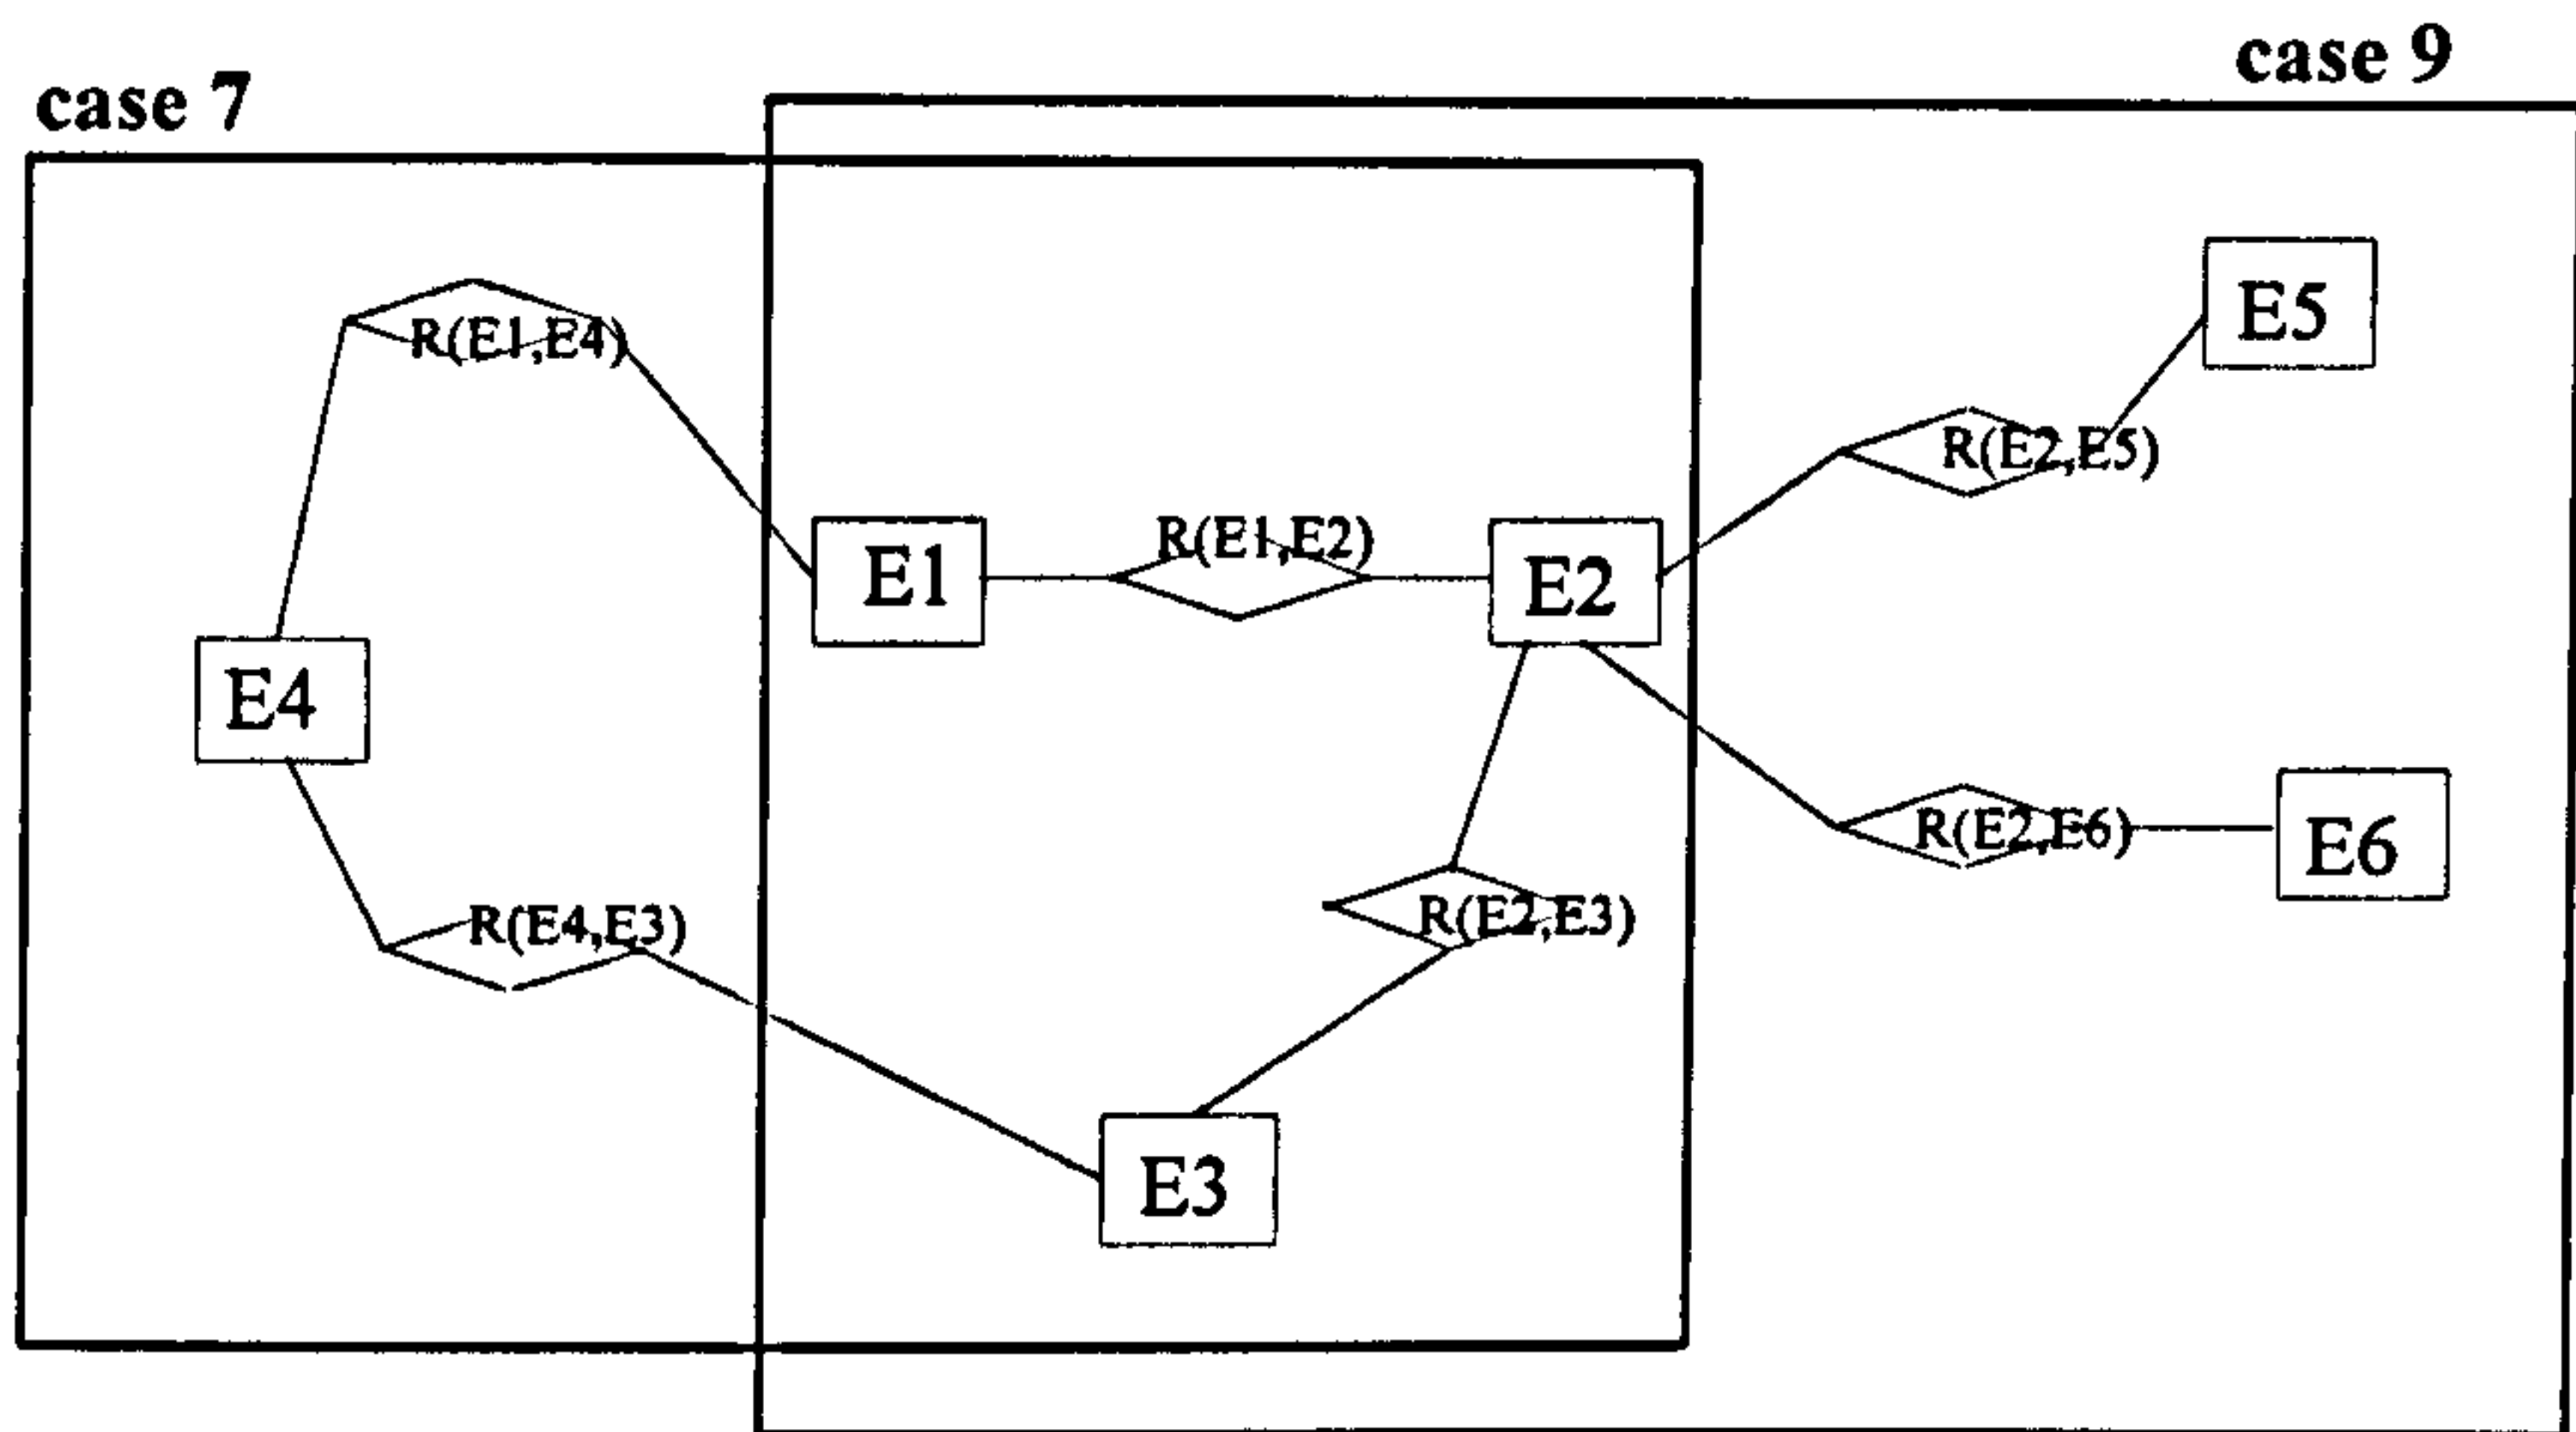 case 9
case 7
E5
R(E1,E4)
R(E2,E5)
R(E1,E2)
E1
E2
E4
R(E2,E6)
E6
R(E4,E3)
R(E2,E3)
E3